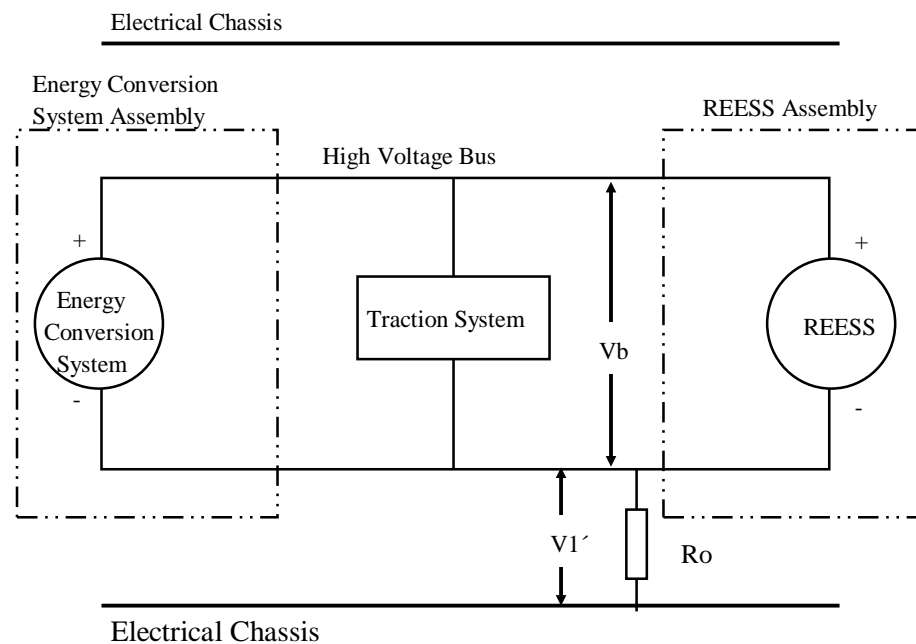 Electrical Chassis
Energy Conversion
System Assembly
REESS Assembly
High Voltage Bus
+
+
Energy
Conversion
System
Traction System
REESS
Vb
-
-
V1´
Ro
Electrical Chassis